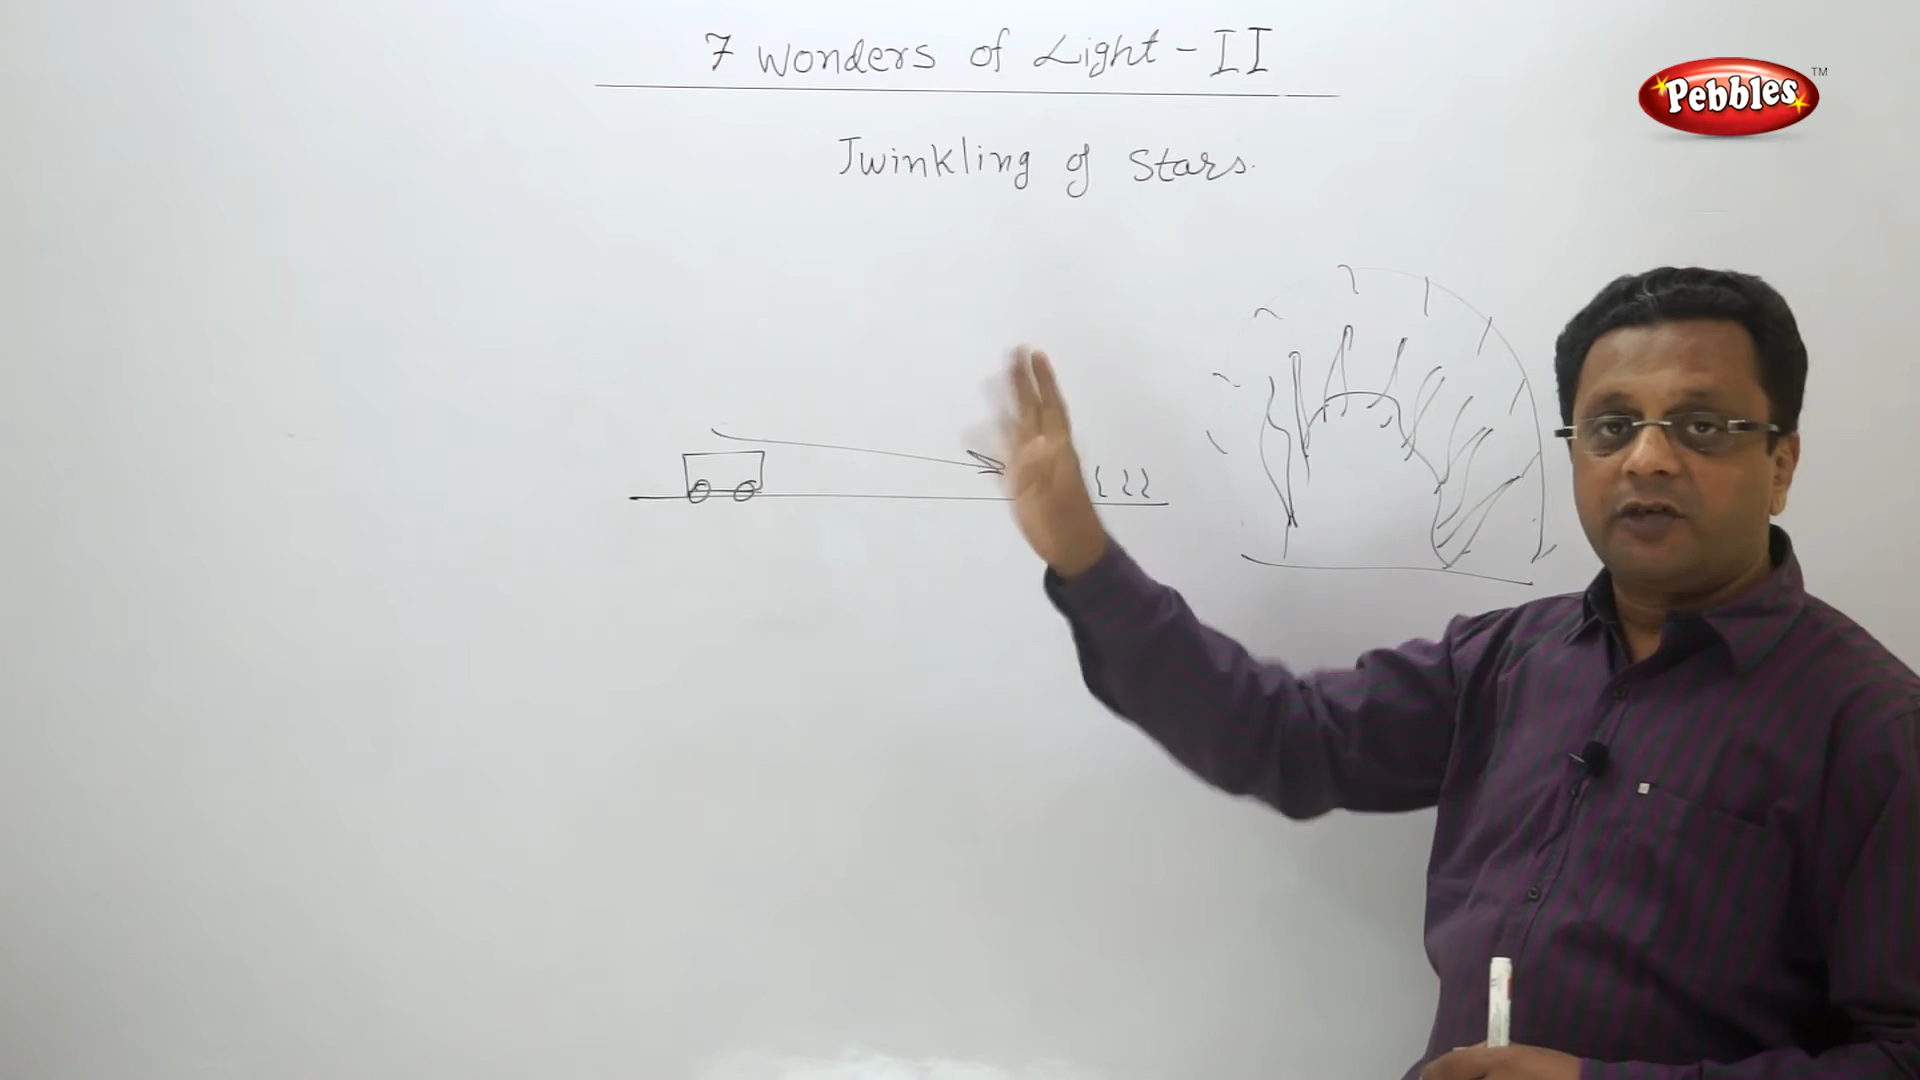 7 Wonders of Light - II
Pebbles TM
Twinkling of Stars.